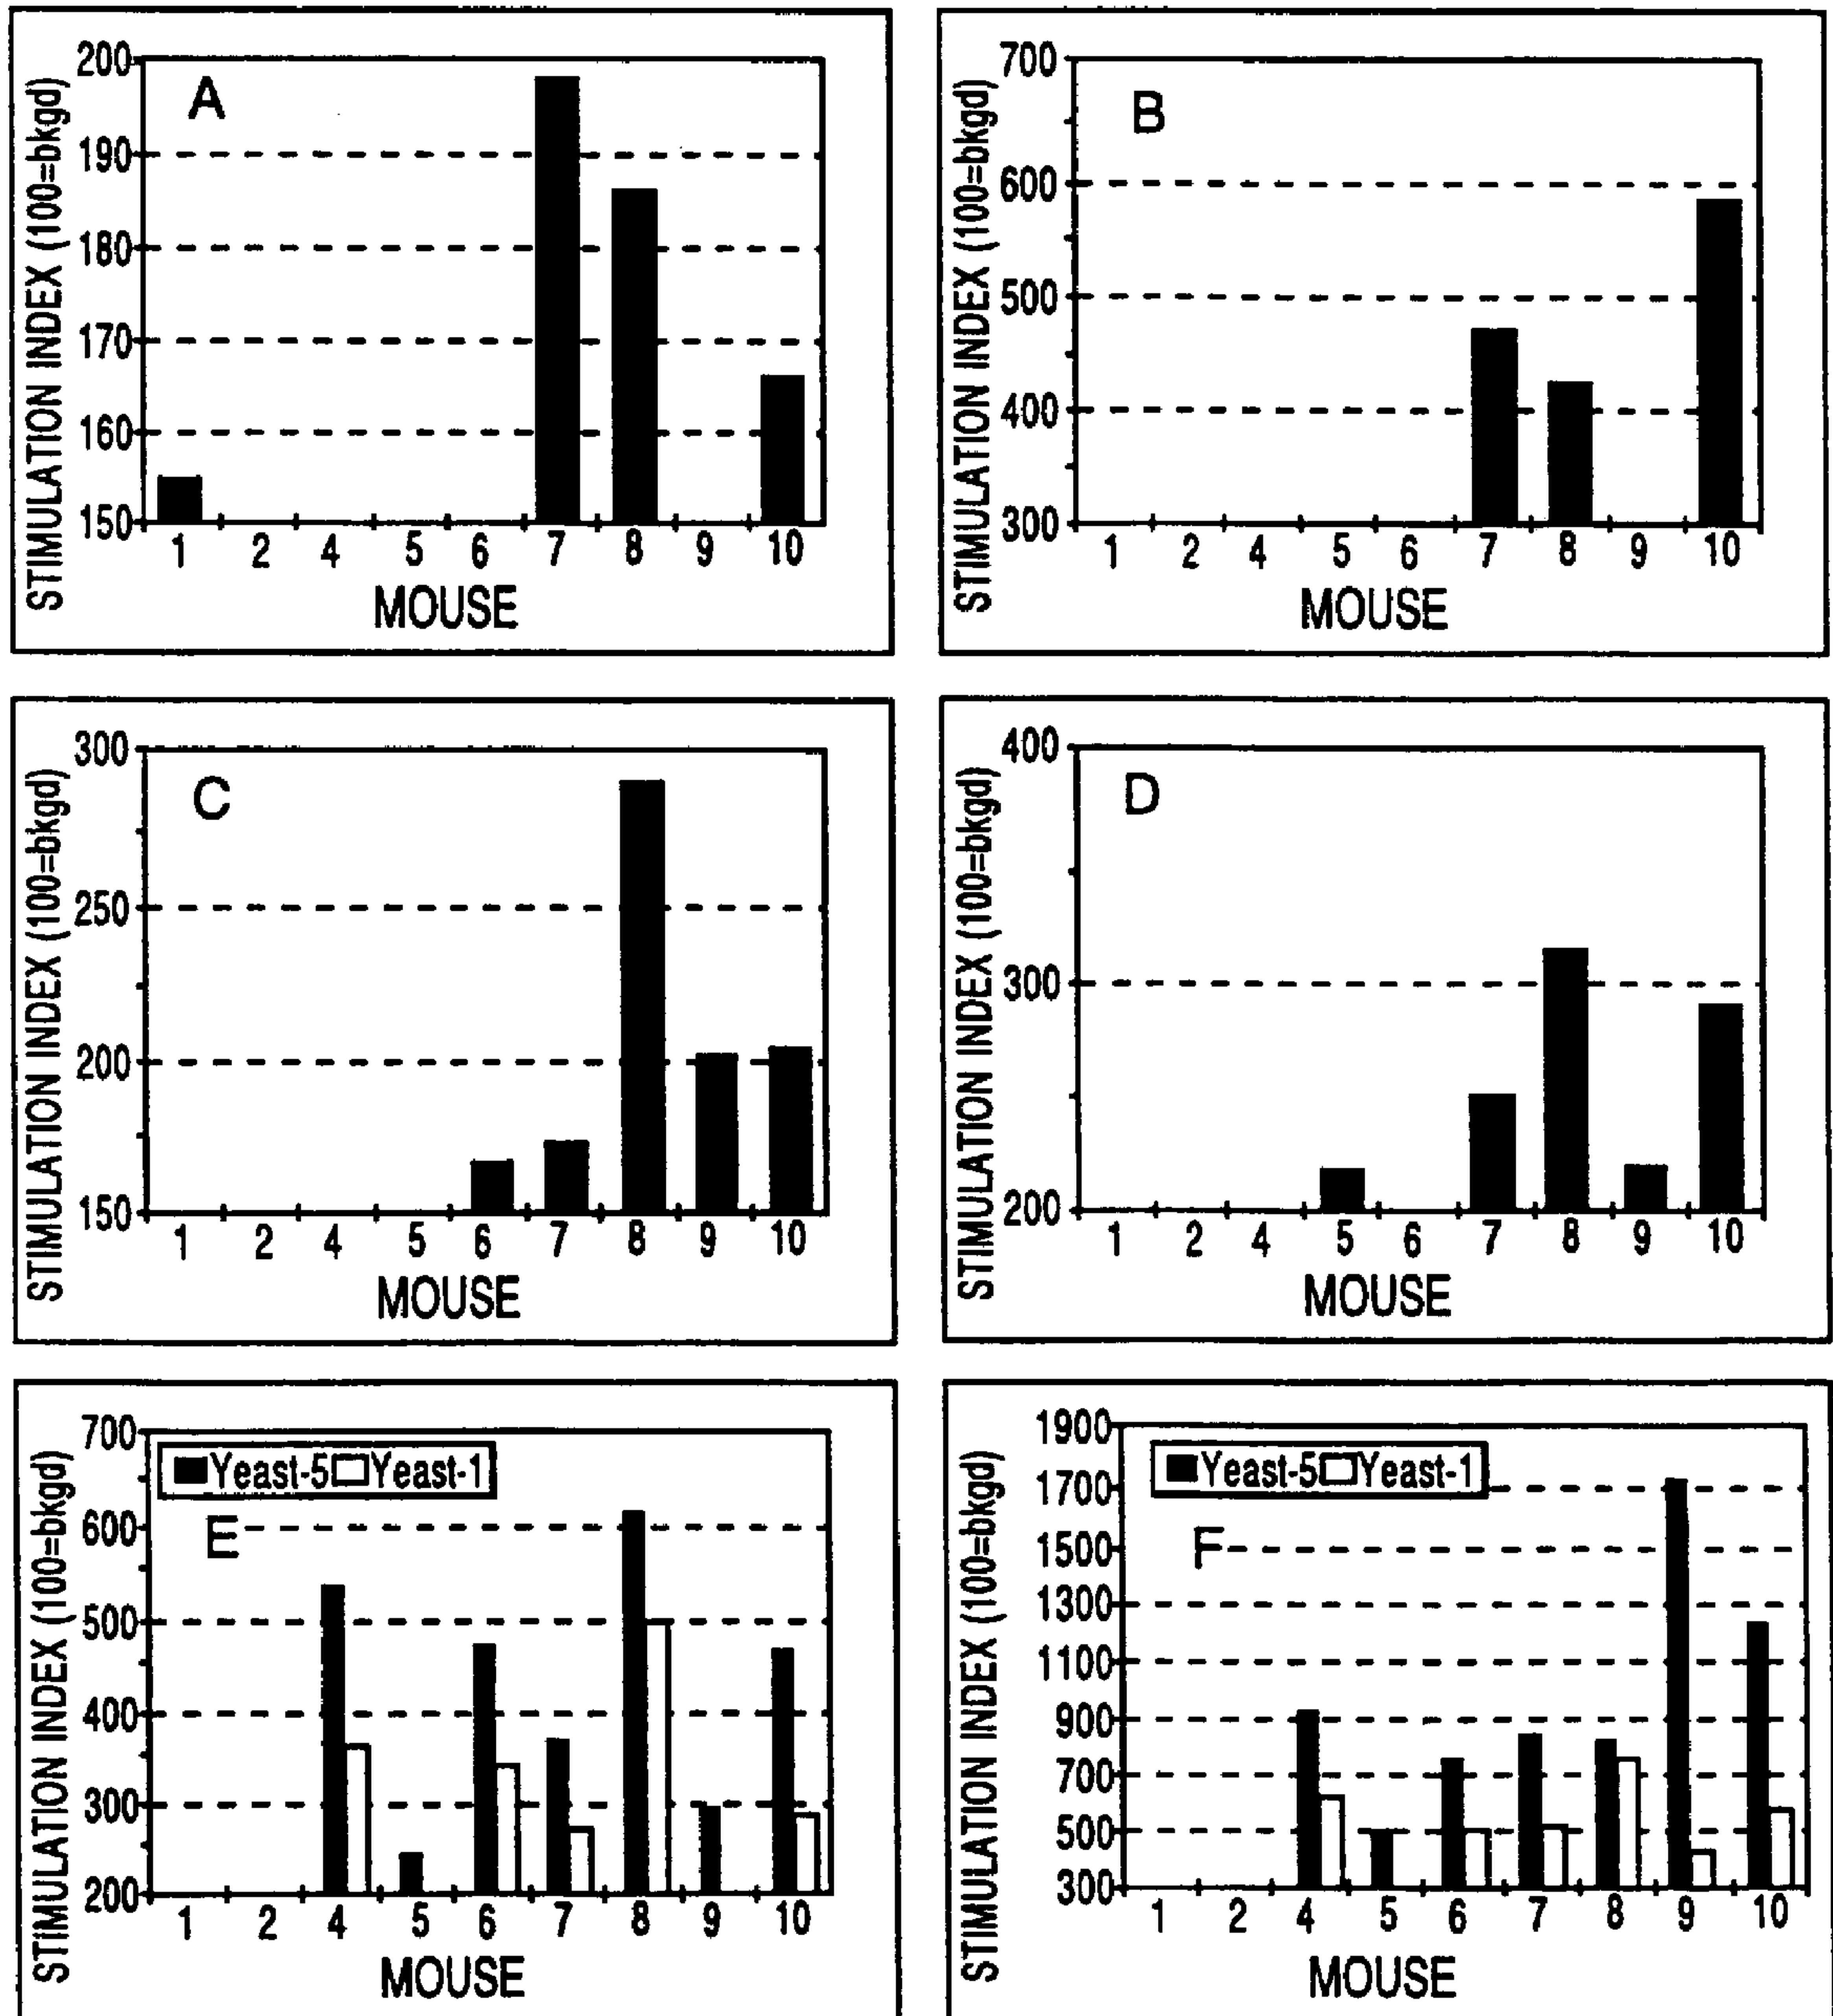 A
STIMULATION INDEX (100=bkgd)
200
190
180
170
160
150
1 2 4 5 6 7 8 9 10
MOUSE
B
STIMULATION INDEX (100=bkgd)
700
600
500
400
300
1 2 4 5 6 7 8 9 10
MOUSE
C
STIMULATION INDEX (100=bkgd)
300
250
200
150
1 2 4 5 6 7 8 9 10
MOUSE
D
STIMULATION INDEX (100=bkgd)
400
300
200
1 2 4 5 6 7 8 9 10
MOUSE
E
STIMULATION INDEX (100=bkgd)
Yeast-5 Yeast-1
700
600
500
400
300
200
1 2 4 5 6 7 8 9 10
MOUSE
F
STIMULATION INDEX (100=bkgd)
Yeast-5 Yeast-1
1900
1700
1500
1300
1100
900
700
500
300
1 2 4 5 6 7 8 9 10
MOUSE